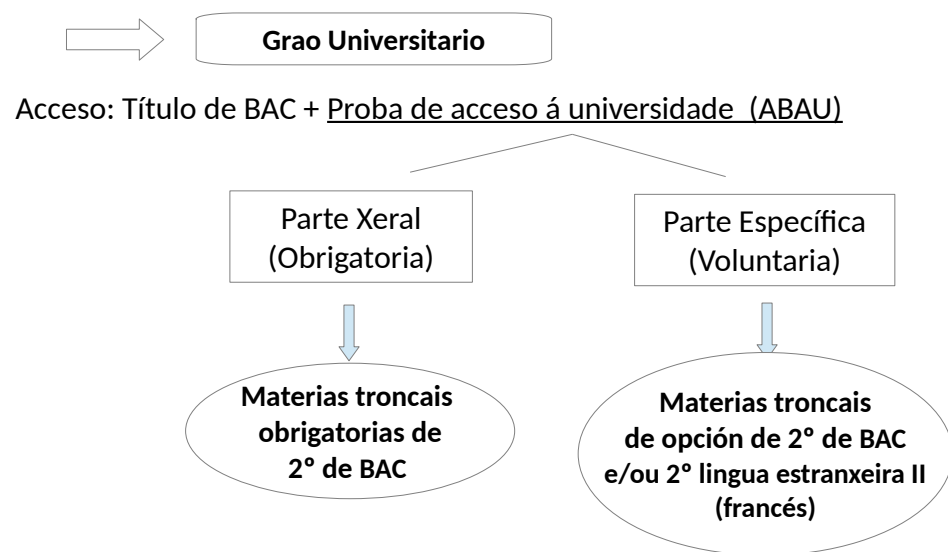 Grao Universitario
Acceso: Título de BAC + Proba de acceso á universidade (ABAU)
Parte Xeral
(Obrigatoria)
Parte Específica
(Voluntaria)
Materias troncais
obrigatorias de
2º de BAC
Materias troncais
de opción de 2º de BAC
e/ou 2º lingua estranxeira II
(francés)